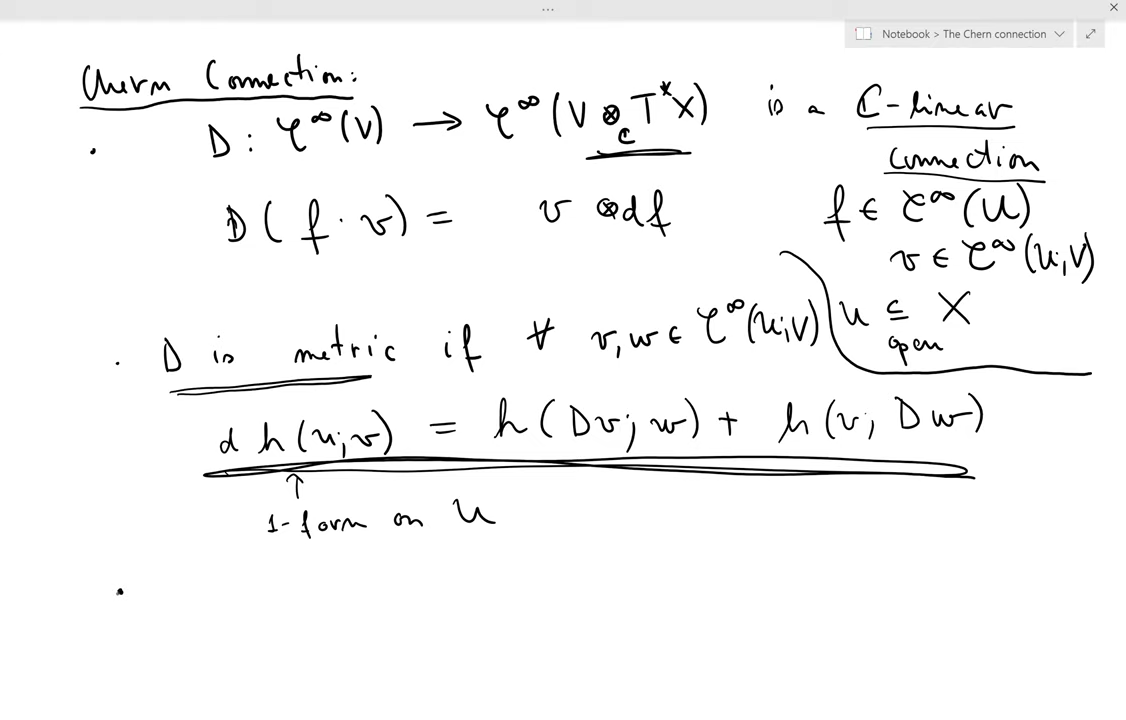 Notebook > The Chern connection
Chern Connection:
· D : C^∞(V) → C^∞(V ⊗_C T*X) is a C-linear
connection
D(f · v) = v ⊗ df f ∈ C^∞(U)
v ∈ C^∞(U; V)
U ⊆ X
open
· D is metric if ∀ v, w ∈ C^∞(U; V)
d h(u; v) = h(Dv; w) + h(v; Dw)
↑
1-form on U
·